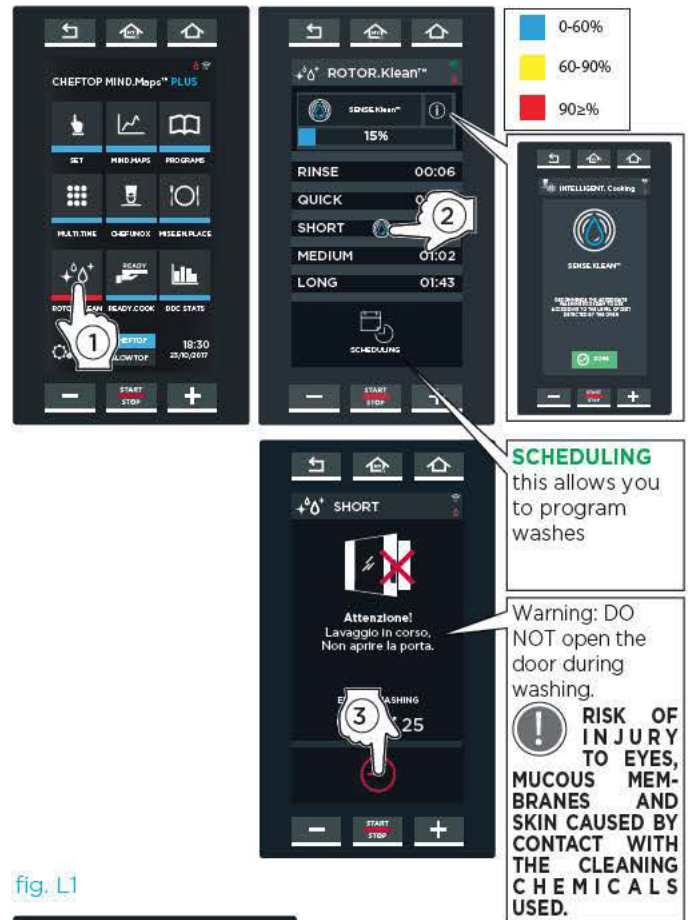 CHEFTOP MIND.Maps™ PLUS
SET
MIND.MAPS
PROGRAMS
MULTI.TIME
CHEFUNOX
MISE.EN.PLACE
READY
READY.COOK
DDC STATS
18:30
23/10/2017
START
STOP
1
MY
ROTOR.Klean™
SENSE.Klean™
i
15%
RINSE 00:06
QUICK
SHORT
MEDIUM 01:02
LONG 01:43
SCHEDULING
START
STOP
2
0-60%
60-90%
90≥%
INTELLIGENT. Cooking
SENSE.KLEAN™
START
STOP
SCHEDULING
this allows you
to program
washes
MY
SHORT
Attenzione!
Lavaggio in corso,
Non aprire la porta.
25
3
START
STOP
Warning: DO
NOT open the
door during
washing.
RISK OF
INJURY
TO EYES,
MUCOUS MEM-
BRANES AND
SKIN CAUSED BY
CONTACT WITH
THE CLEANING
CHEMICALS
USED.
fig. L1